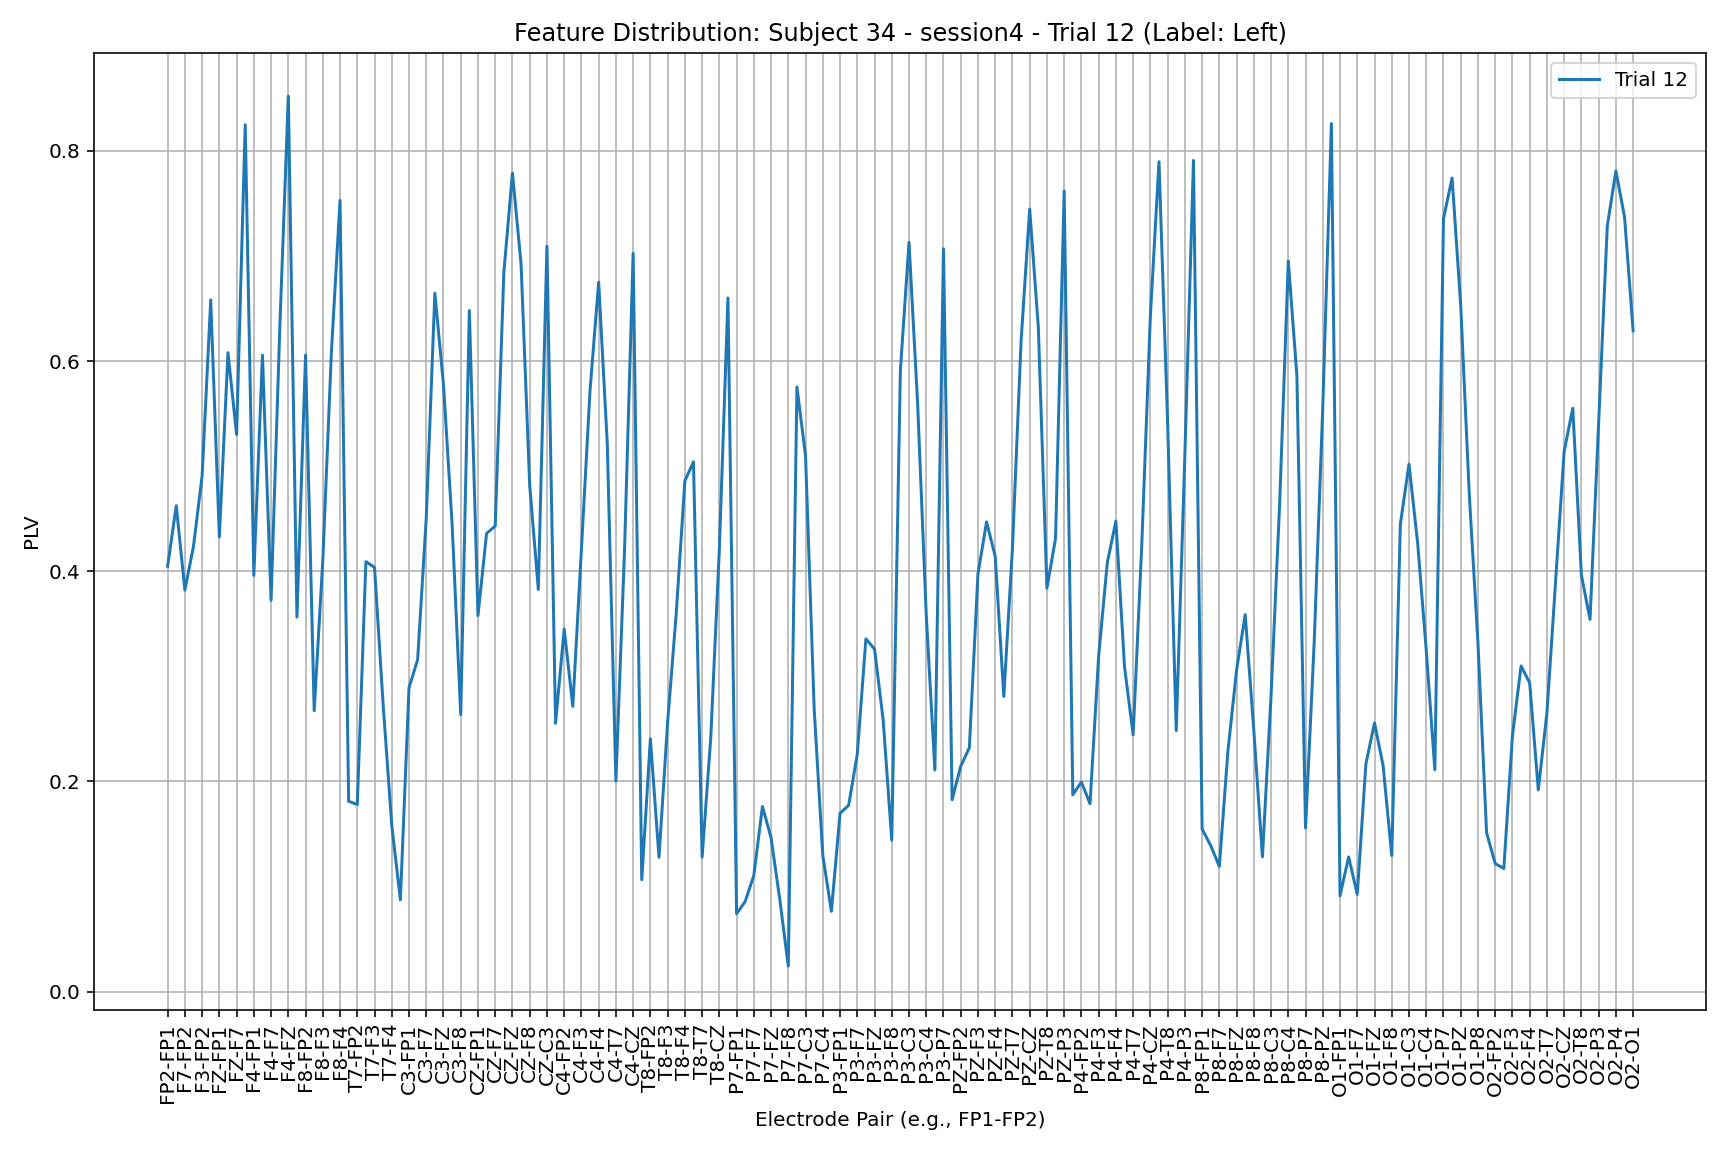 Feature Distribution: Subject 34 - session4 - Trial 12 (Label: Left)
Trial 12
PLV
0.8
0.6
0.4
0.2
0.0
FP2-FP1
F7-FP2
F3-FP2
FZ-FP1
FZ-F7
F4-FP1
F4-F7
F4-FZ
F8-FP2
F8-F3
F8-F4
T7-FP2
T7-F3
T7-F4
C3-FP1
C3-F7
C3-FZ
C3-F8
CZ-FP1
CZ-F7
CZ-FZ
CZ-F8
CZ-C3
C4-FP2
C4-F3
C4-F4
C4-T7
C4-CZ
T8-FP2
T8-F3
T8-F4
T8-T7
T8-CZ
P7-FP1
P7-F7
P7-FZ
P7-F8
P7-C3
P7-C4
P3-FP1
P3-F7
P3-FZ
P3-F8
P3-C3
P3-C4
P3-P7
PZ-FP2
PZ-F3
PZ-F4
PZ-T7
PZ-CZ
PZ-T8
PZ-P3
P4-FP2
P4-F3
P4-F4
P4-T7
P4-CZ
P4-T8
P4-P3
P8-FP1
P8-F7
P8-FZ
P8-F8
P8-C3
P8-C4
P8-P7
P8-PZ
O1-FP1
O1-F7
O1-FZ
O1-F8
O1-C3
O1-C4
O1-P7
O1-PZ
O1-P8
O2-FP2
O2-F3
O2-F4
O2-T7
O2-CZ
O2-T8
O2-P3
O2-P4
O2-O1
Electrode Pair (e.g., FP1-FP2)